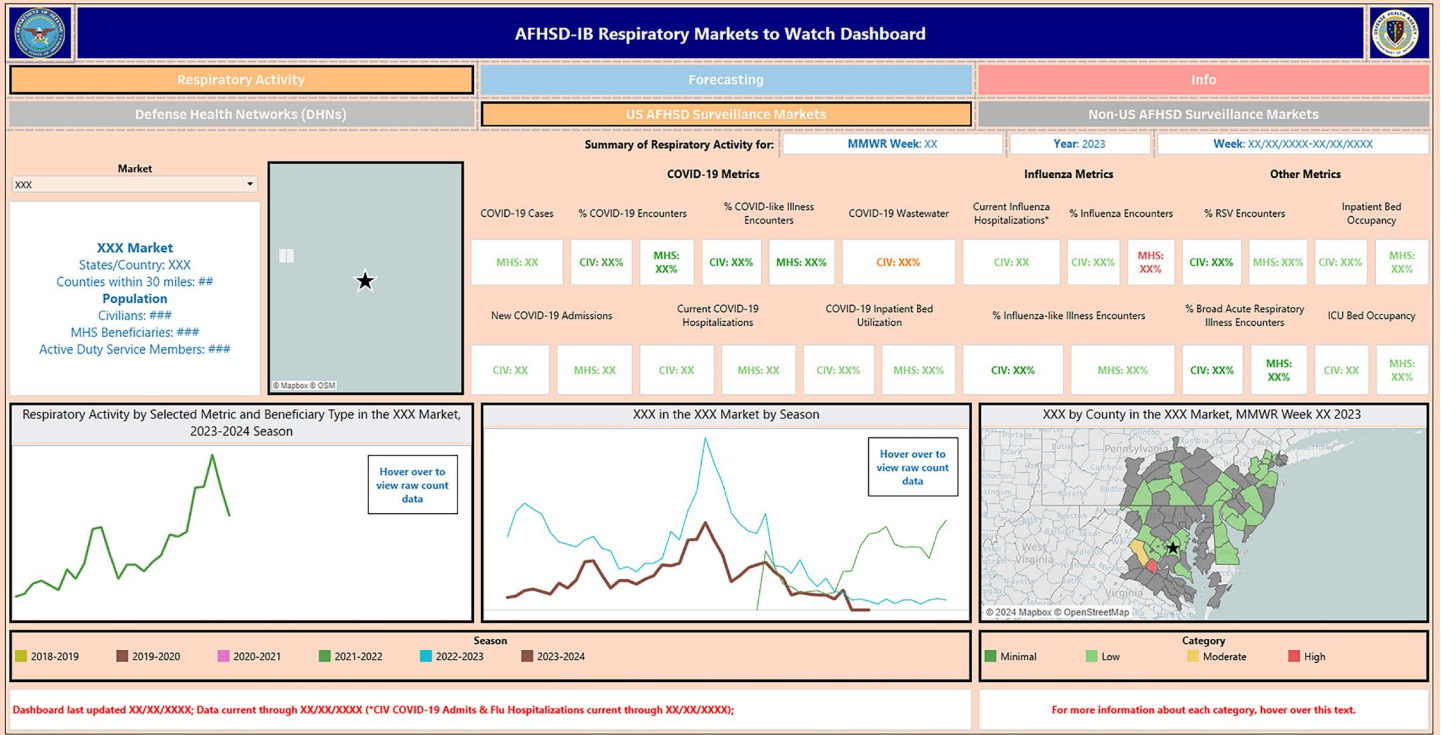 AFHSD-IB Respiratory Markets to Watch Dashboard
Respiratory Activity
Forecasting
Info
Defense Health Networks (DHNs)
US AFHSD Surveillance Markets
Non-US AFHSD Surveillance Markets
Summary of Respiratory Activity for:
MMWR Week: XX
Year: 2023
Week: XX/XX/XXXX-XX/XX/XXXX
Market
XXX
XXX Market
States/Country: XXX
Counties within 30 miles: ##
Population
Civilians: ###
MHS Beneficiaries: ###
Active Duty Service Members: ###
© Mapbox © OSM
COVID-19 Metrics
Influenza Metrics
Other Metrics
COVID-19 Cases
% COVID-19 Encounters
% COVID-like Illness
Encounters
COVID-19 Wastewater
Current Influenza
Hospitalizations*
% Influenza Encounters
% RSV Encounters
Inpatient Bed
Occupancy
MHS: XX
CIV: XX%
MHS:
XX%
CIV: XX%
MHS: XX%
CIV: XX%
CIV: XX
CIV: XX%
MHS:
XX%
CIV: XX%
MHS: XX%
CIV: XX%
MHS:
XX%
New COVID-19 Admissions
Current COVID-19
Hospitalizations
COVID-19 Inpatient Bed
Utilization
% Influenza-like Illness Encounters
% Broad Acute Respiratory
Illness Encounters
ICU Bed Occupancy
CIV: XX
MHS: XX
CIV: XX
MHS: XX
CIV: XX%
MHS: XX%
CIV: XX%
MHS: XX%
CIV: XX%
MHS:
XX%
CIV: XX
MHS:
XX%
Respiratory Activity by Selected Metric and Beneficiary Type in the XXX Market,
2023-2024 Season
Hover over to
view raw count
data
XXX in the XXX Market by Season
Hover over to
view raw count
data
XXX by County in the XXX Market, MMWR Week XX 2023
Pennsylvania
West
Virginia
Virginia
© 2024 Mapbox © OpenStreetMap
Season
2018-2019
2019-2020
2020-2021
2021-2022
2022-2023
2023-2024
Category
Minimal
Low
Moderate
High
Dashboard last updated XX/XX/XXXX; Data current through XX/XX/XXXX (*CIV COVID-19 Admits & Flu Hospitalizations current through XX/XX/XXXX);
For more information about each category, hover over this text.